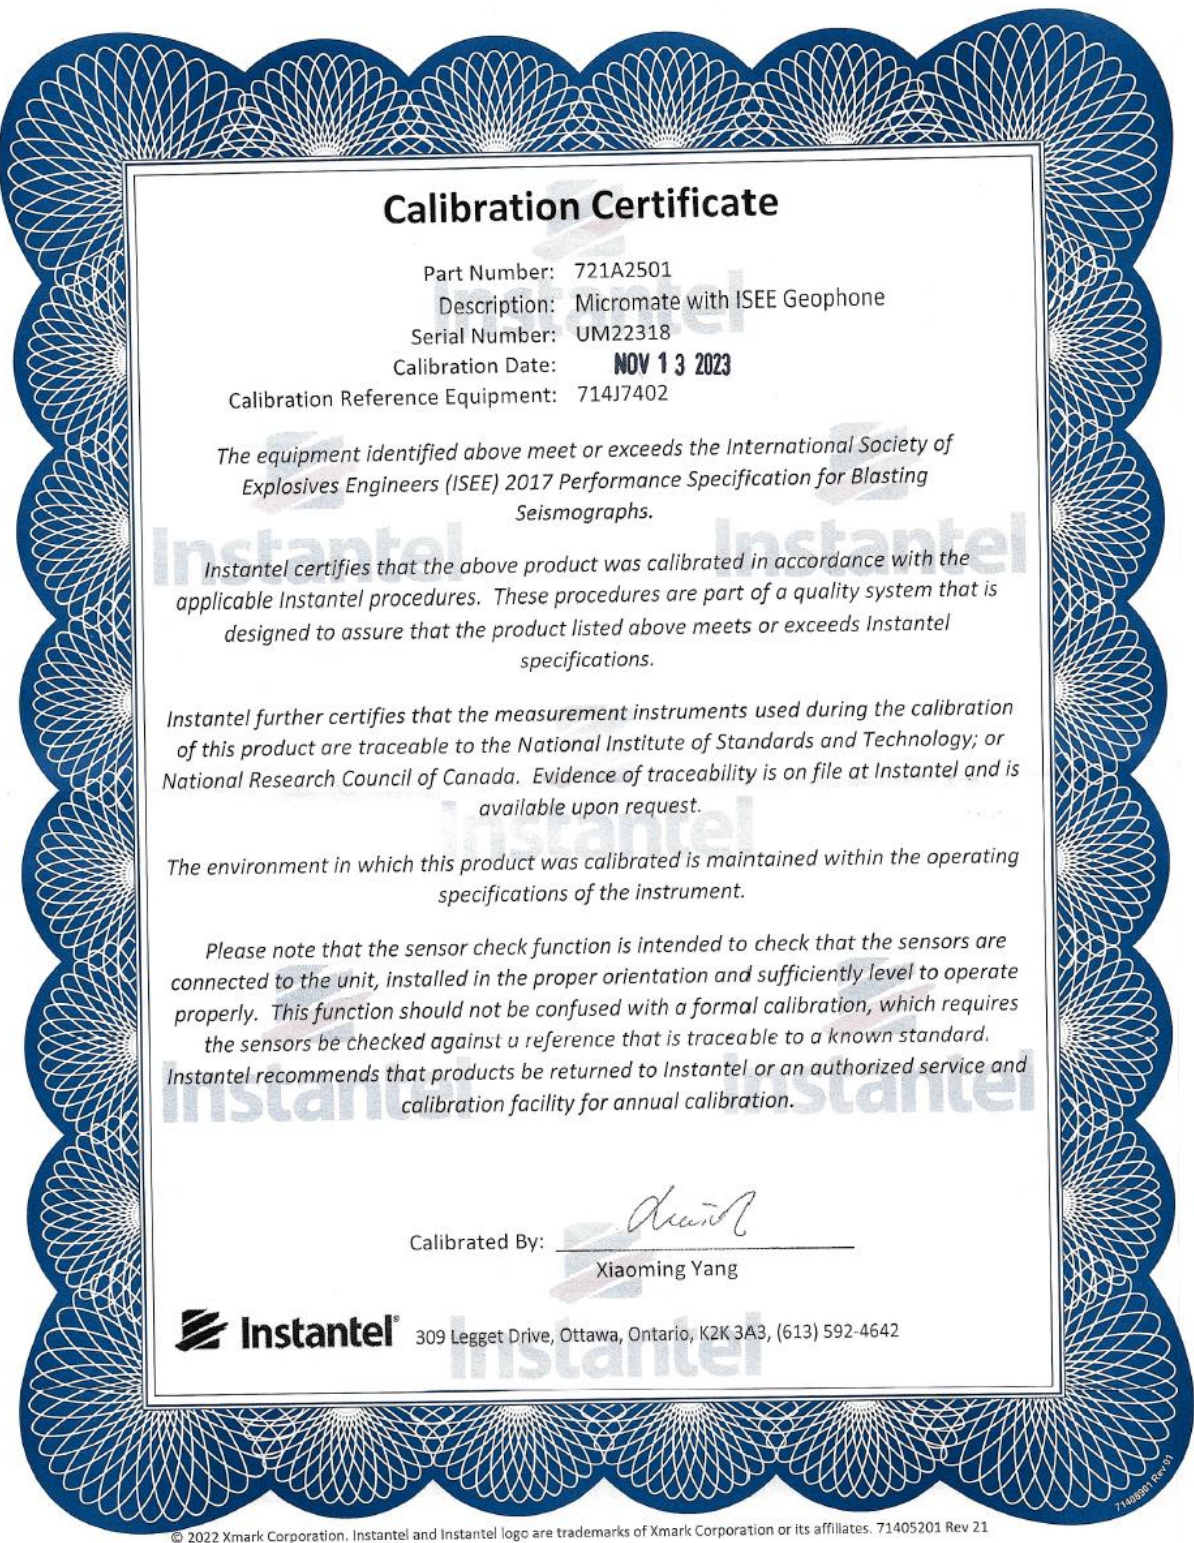 Calibration Certificate
Part Number: 721A2501
Description: Micromate with ISEE Geophone
Serial Number: UM22318
Calibration Date: NOV 13 2023
Calibration Reference Equipment: 714J7402
The equipment identified above meet or exceeds the International Society of
Explosives Engineers (ISEE) 2017 Performance Specification for Blasting
Seismographs.
Instantel certifies that the above product was calibrated in accordance with the
applicable Instantel procedures. These procedures are part of a quality system that is
designed to assure that the product listed above meets or exceeds Instantel
specifications.
Instantel further certifies that the measurement instruments used during the calibration
of this product are traceable to the National Institute of Standards and Technology; or
National Research Council of Canada. Evidence of traceability is on file at Instantel and is
available upon request.
The environment in which this product was calibrated is maintained within the operating
specifications of the instrument.
Please note that the sensor check function is intended to check that the sensors are
connected to the unit, installed in the proper orientation and sufficiently level to operate
properly. This function should not be confused with a formal calibration, which requires
the sensors be checked against a reference that is traceable to a known standard.
Instantel recommends that products be returned to Instantel or an authorized service and
calibration facility for annual calibration.
Calibrated By:
Xiaoming Yang
Instantel® 309 Legget Drive, Ottawa, Ontario, K2K 3A3, (613) 592-4642
71405301 Rev 01
© 2022 Xmark Corporation. Instantel and Instantel logo are trademarks of Xmark Corporation or its affiliates. 71405201 Rev 21